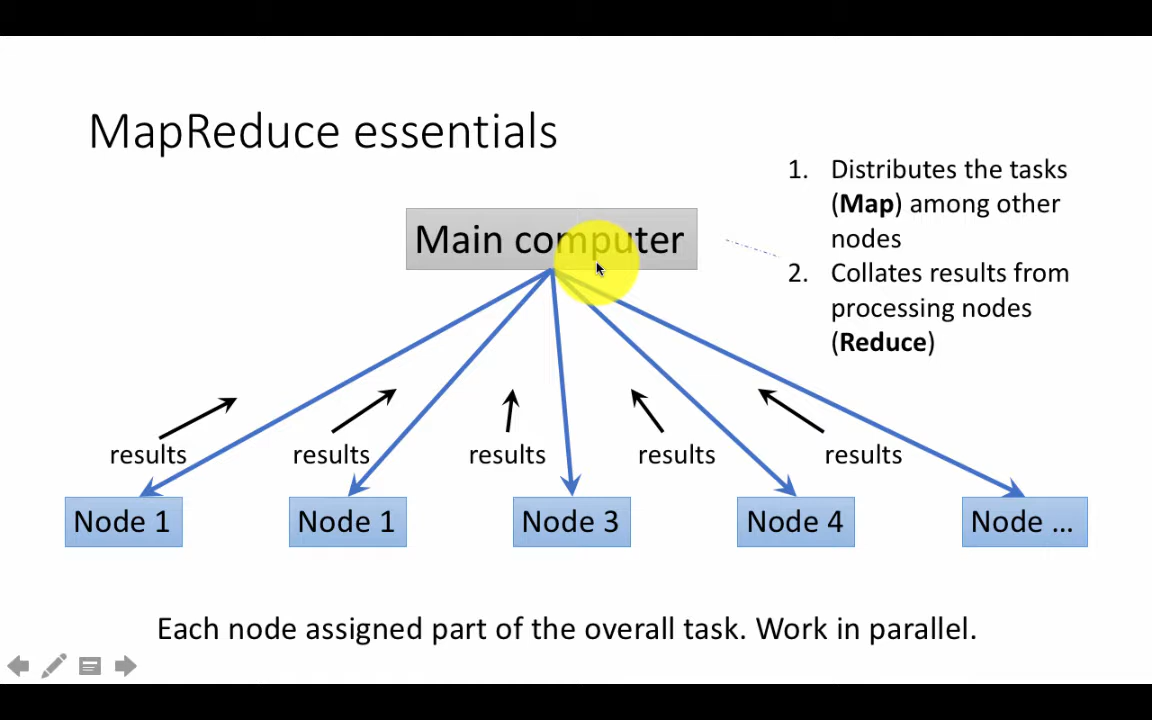 MapReduce essentials
Main computer
1. Distributes the tasks
(Map) among other
nodes
2. Collates results from
processing nodes
(Reduce)
results
results
results
results
results
Node 1
Node 1
Node 3
Node 4
Node ...
Each node assigned part of the overall task. Work in parallel.